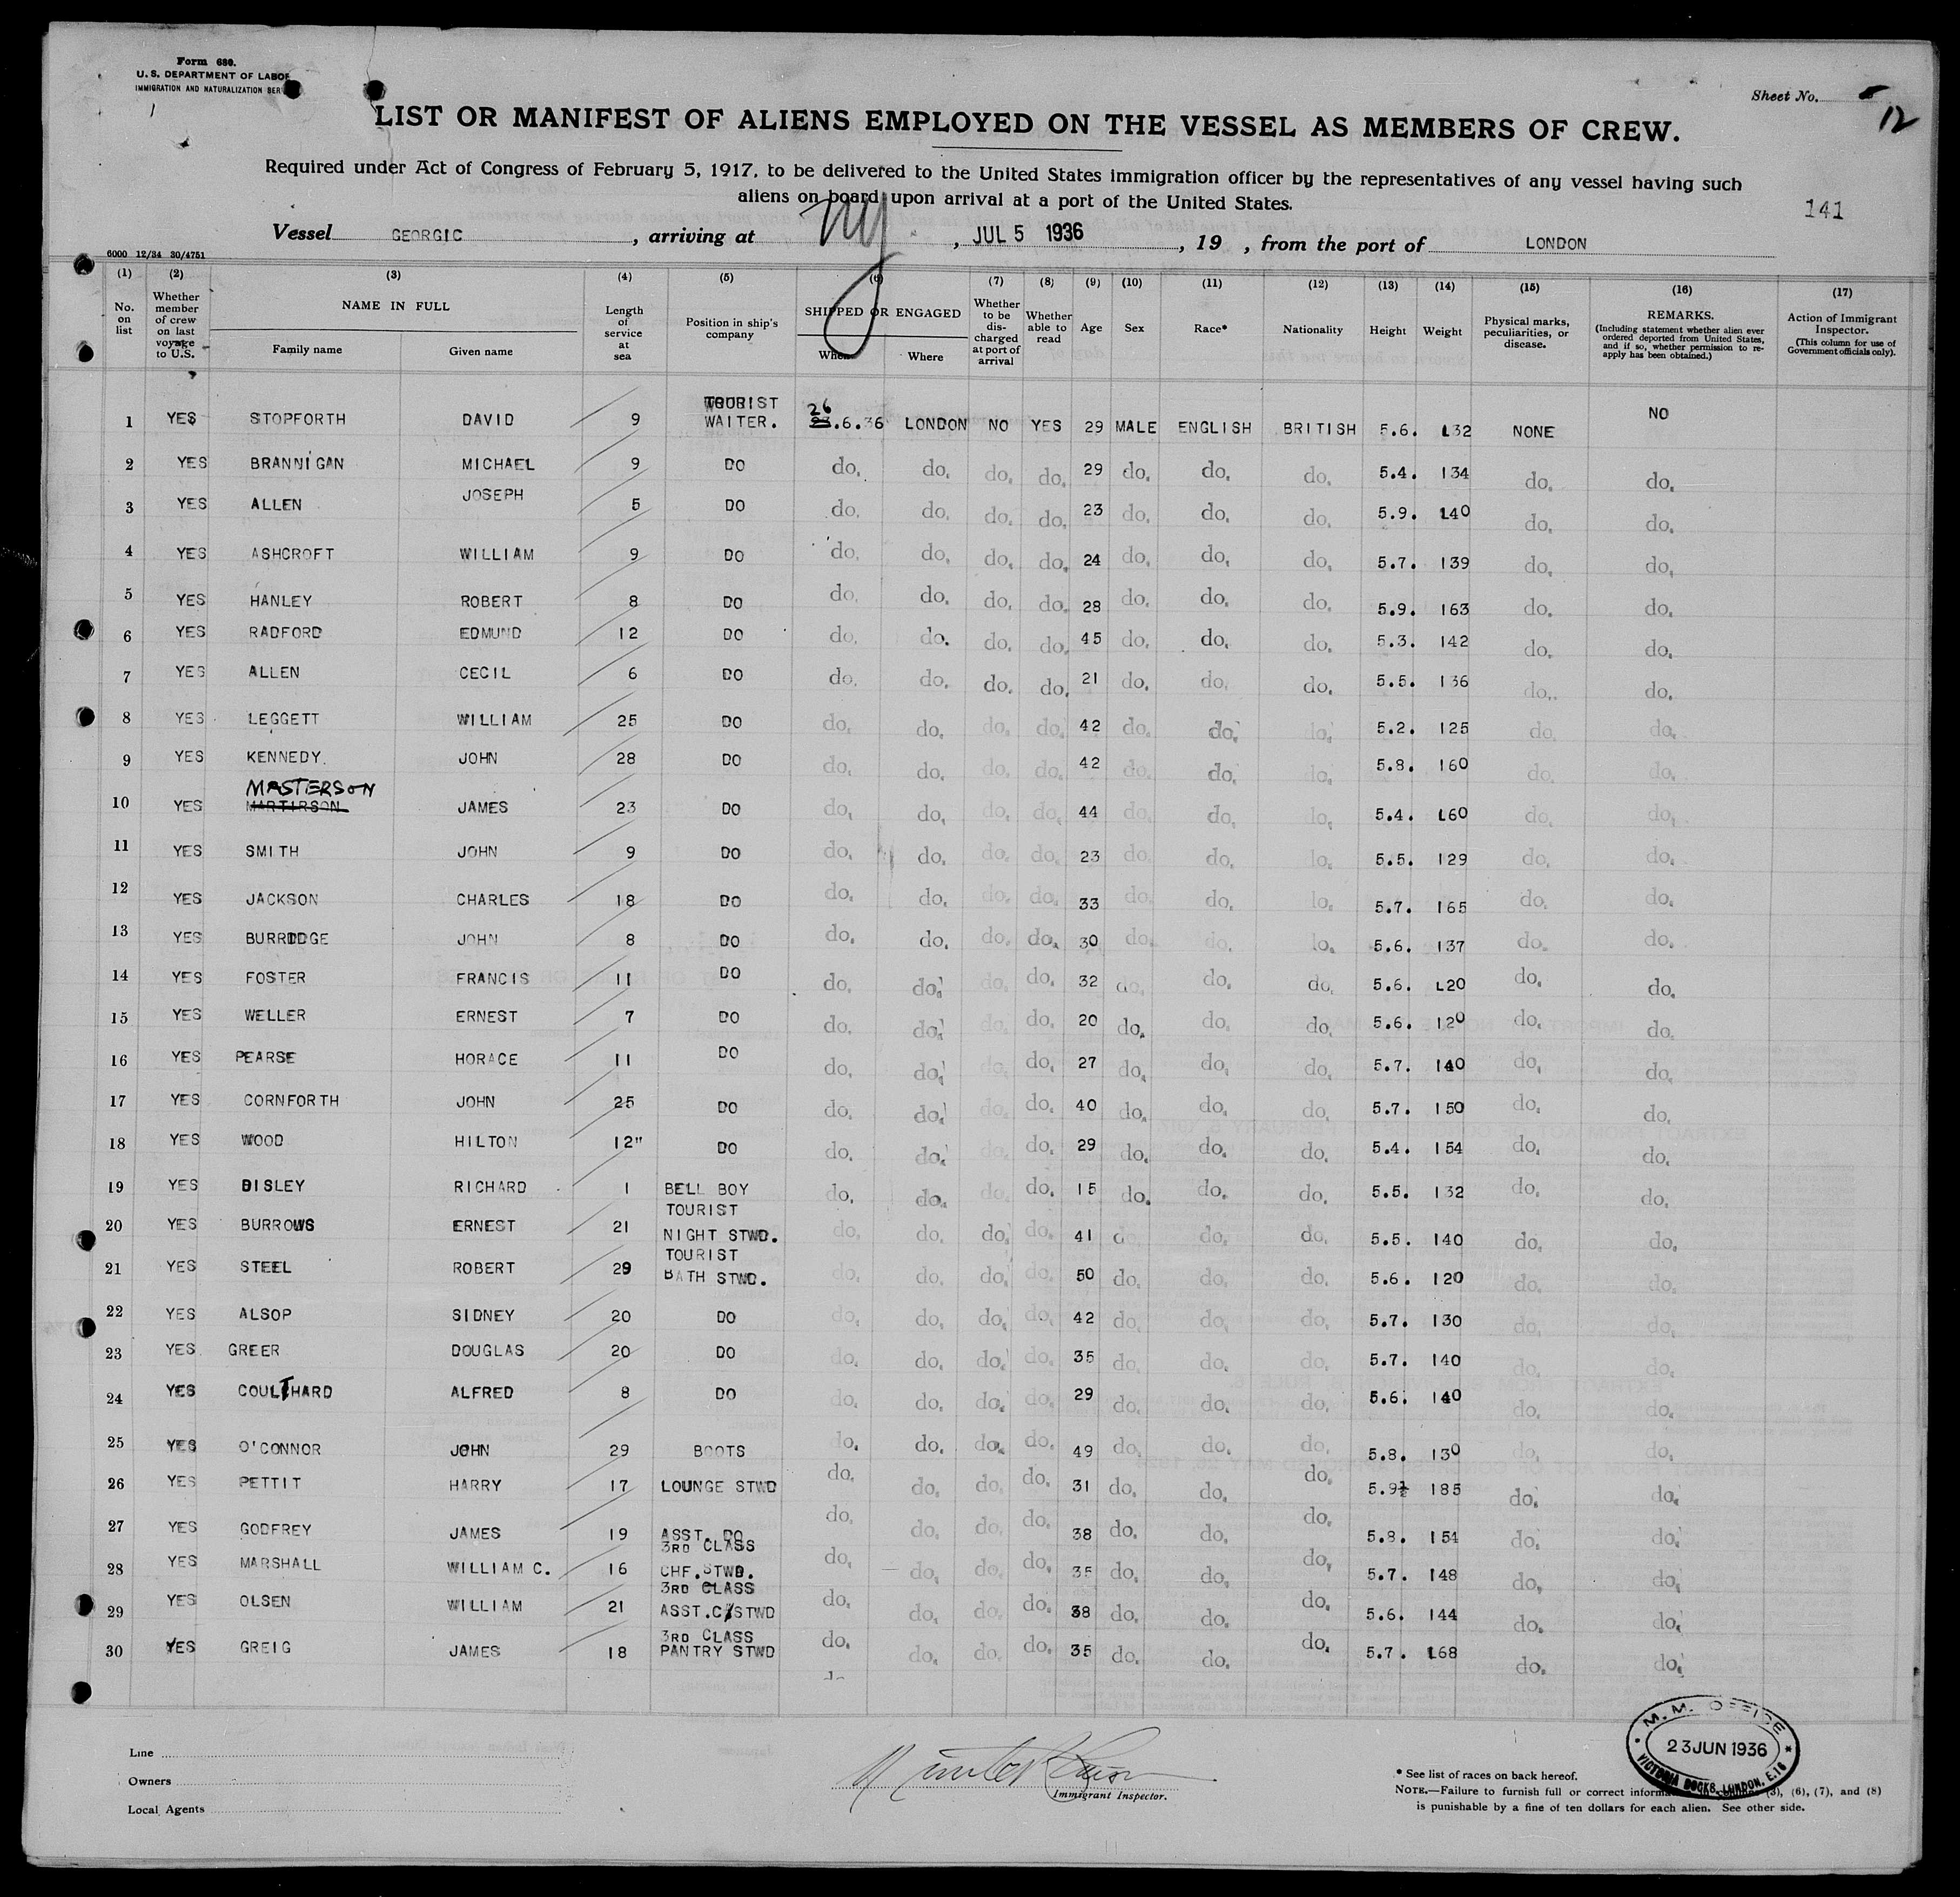 Form 680.
U. S. DEPARTMENT OF LABOR
IMMIGRATION AND NATURALIZATION SER
Sheet No. 12
LIST OR MANIFEST OF ALIENS EMPLOYED ON THE VESSEL AS MEMBERS OF CREW.
Required under Act of Congress of February 5, 1917, to be delivered to the United States immigration officer by the representatives of any vessel having such
aliens on board upon arrival at a port of the United States.
141
Vessel GEORGIC, arriving at NY, JUL 5 1936, 19 , from the port of LONDON
6000 12/34 30/4751
(1) (2) (3) (4) (5) (6) (7) (8) (9) (10) (11) (12) (13) (14) (15) (16) (17)
No. on list Whether member of crew on last voyage to U.S. NAME IN FULL Family name Given name Length of service at sea Position in ship's company SHIPPED OR ENGAGED When Where Whether to be discharged at port of arrival Whether able to read Age Sex Race* Nationality Height Weight Physical marks, peculiarities, or disease. REMARKS. (Including statement whether alien ever ordered deported from United States, and if so, whether permission to re-apply has been obtained.) Action of Immigrant Inspector. (This column for use of Government officials only).
1 YES STOPFORTH DAVID 9 TOURIST WAITER. 26 23.6.36 LONDON NO YES 29 MALE ENGLISH BRITISH 5.6. 132 NONE NO
2 YES BRANNIGAN MICHAEL 9 DO do. do. do. do. 29 do. do. do. 5.4. 134 do. do.
3 YES ALLEN JOSEPH 5 DO do. do. do. do. 23 do. do. do. 5.9. 140 do. do.
4 YES ASHCROFT WILLIAM 9 DO do. do. do. do. 24 do. do. do. 5.7. 139 do. do.
5 YES HANLEY ROBERT 8 DO do. do. do. do. 28 do. do. do. 5.9. 163 do. do.
6 YES RADFORD EDMUND 12 DO do. do. do. do. 45 do. do. do. 5.3. 142 do. do.
7 YES ALLEN CECIL 6 DO do. do. do. do. 21 do. do. do. 5.5. 136 do. do.
8 YES LEGGETT WILLIAM 25 DO do. do. do. do. 42 do. do. do. 5.2. 125 do. do.
9 YES KENNEDY. JOHN 28 DO do. do. do. do. 42 do. do. do. 5.8. 160 do. do.
10 YES MASTERSON MARTIRSON JAMES 23 DO do. do. do. do. 44 do. do. do. 5.4. 160 do. do.
11 YES SMITH JOHN 9 DO do. do. do. do. 23 do. do. do. 5.5. 129 do. do.
12 YES JACKSON CHARLES 18 DO do. do. do. do. 33 do. do. do. 5.7. 165 do. do.
13 YES BURRIDGE JOHN 8 DO do. do. do. do. 30 do. do. do. 5.6. 137 do. do.
14 YES FOSTER FRANCIS 11 DO do. do. do. do. 32 do. do. do. 5.6. 120 do. do.
15 YES WELLER ERNEST 7 DO do. do. do. do. 20 do. do. do. 5.6. 120 do. do.
16 YES PEARSE HORACE 11 DO do. do. do. do. 27 do. do. do. 5.7. 140 do. do.
17 YES CORNFORTH JOHN 25 DO do. do. do. do. 40 do. do. do. 5.7. 150 do. do.
18 YES WOOD HILTON 12" DO do. do. do. do. 29 do. do. do. 5.4. 154 do. do.
19 YES BISLEY RICHARD 1 BELL BOY do. do. do. do. 15 do. do. do. 5.5. 132 do. do.
20 YES BURROWS ERNEST 21 TOURIST NIGHT STWD. do. do. do. do. 41 do. do. do. 5.5. 140 do. do.
21 YES STEEL ROBERT 29 TOURIST BATH STWD. do. do. do. do. 50 do. do. do. 5.6. 120 do. do.
22 YES ALSOP SIDNEY 20 DO do. do. do. do. 42 do. do. do. 5.7. 130 do. do.
23 YES GREER DOUGLAS 20 DO do. do. do. do. 35 do. do. do. 5.7. 140 do. do.
24 YES COULTHARD ALFRED 8 DO do. do. do. do. 29 do. do. do. 5.6. 140 do. do.
25 YES O'CONNOR JOHN 29 BOOTS do. do. do. do. 49 do. do. do. 5.8. 130 do. do.
26 YES PETTIT HARRY 17 LOUNGE STWD do. do. do. do. 31 do. do. do. 5.9½ 185 do. do.
27 YES GODFREY JAMES 19 ASST. DO do. do. do. do. 38 do. do. do. 5.8. 154 do. do.
28 YES MARSHALL WILLIAM C. 16 3RD CLASS CHF. STWD. do. do. do. do. 35 do. do. do. 5.7. 148 do. do.
29 YES OLSEN WILLIAM 21 3RD CLASS ASST.C/STWD do. do. do. do. 38 do. do. do. 5.6. 144 do. do.
30 YES GREIG JAMES 18 3RD CLASS PANTRY STWD do. do. do. do. 35 do. do. do. 5.7. 168 do. do.
Line
Owners
Local Agents
Immigrant Inspector.
M. M. OFFICE
23 JUN 1936
VICTORIA DOCKS, LONDON, E.16
* See list of races on back hereof.
NOTE.—Failure to furnish full or correct information (3), (6), (7), and (8)
is punishable by a fine of ten dollars for each alien. See other side.